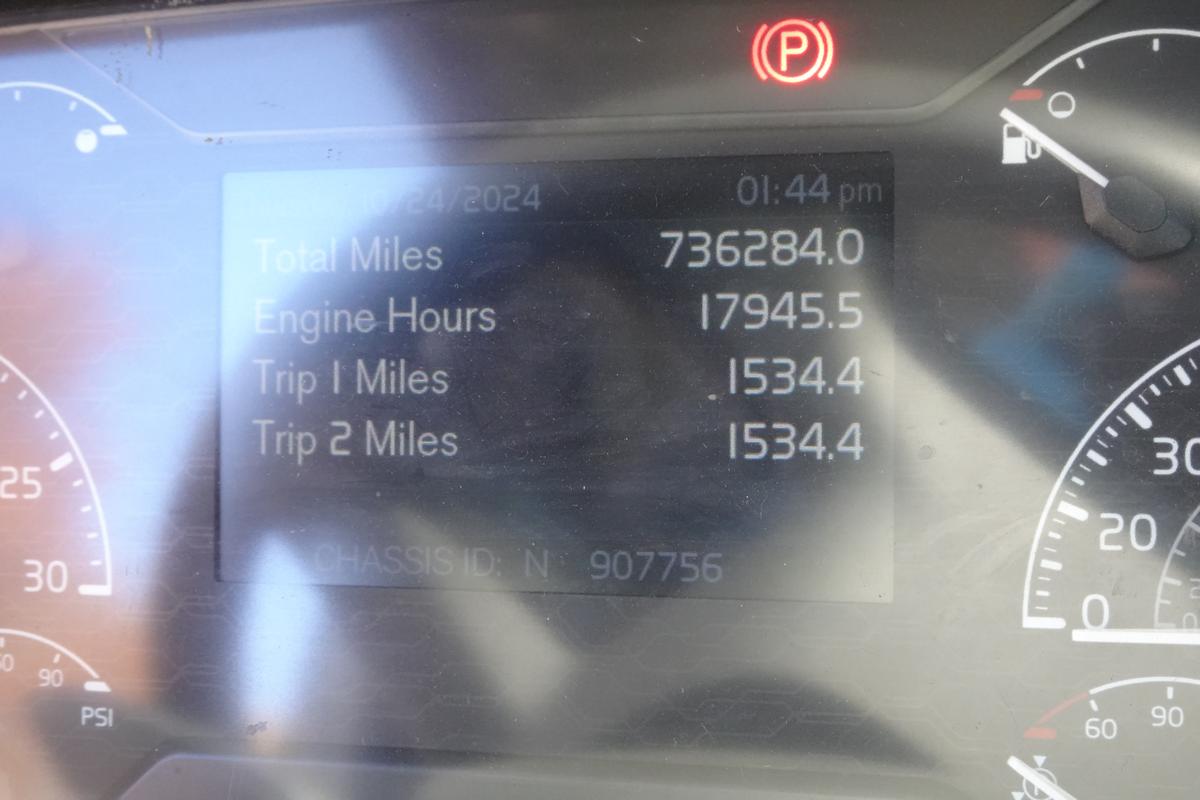 /24/2024 01:44 pm
Total Miles 736284.0
Engine Hours 17945.5
Trip 1 Miles 1534.4
Trip 2 Miles 1534.4
CHASSIS ID: N 907756
P
25
30
90
PSI
30
20
0
60 90